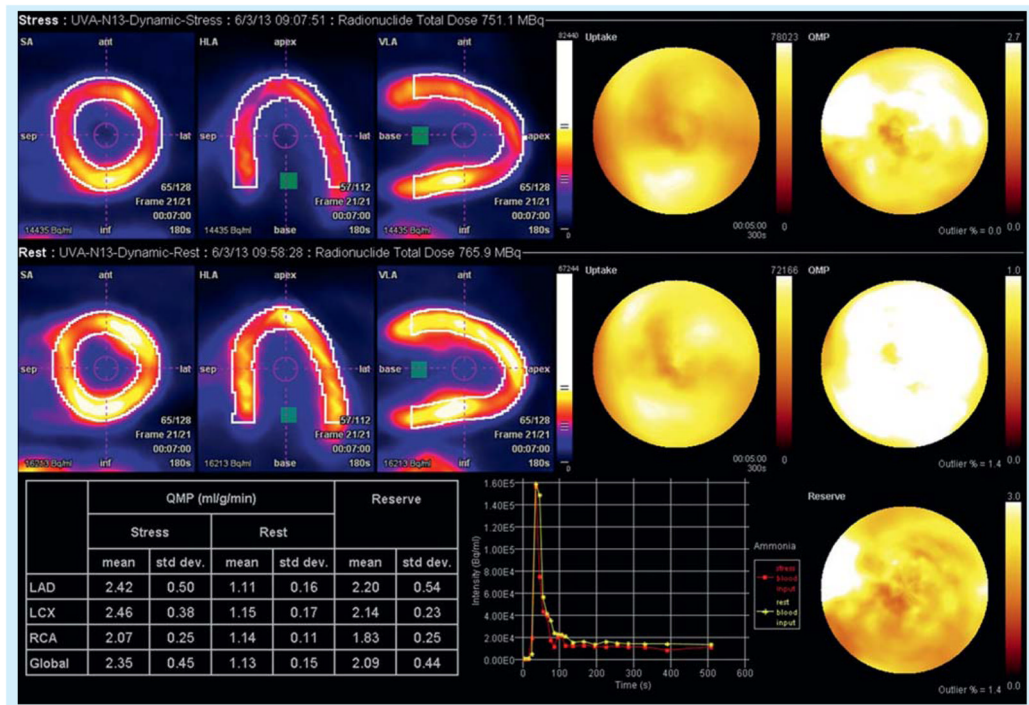 Stress : UVA-N13-Dynamic-Stress : 6/3/13 09:07:51 : Radionuclide Total Dose 751.1 MBq
SA ant HLA apex VLA ant 82440 Uptake 78023 QMP 2.7
sep lat sep lat base apex
65/128 57/112 65/128
Frame 21/21 Frame 21/21 Frame 21/21
00:07:00 00:07:00 00:07:00 00:05:00
14435 Bq/ml inf 180s 14435 Bq/ml base 180s 14435 Bq/ml inf 180s 0 300s 0 Outlier % = 0.0 0.0
Rest : UVA-N13-Dynamic-Rest : 6/3/13 09:58:28 : Radionuclide Total Dose 765.9 MBq
SA ant HLA apex VLA ant 67244 Uptake 72166 QMP 1.0
sep lat sep lat base apex
65/128 57/112 65/128
Frame 21/21 Frame 21/21 Frame 21/21
00:07:00 00:07:00 00:07:00 00:05:00
16213 Bq/ml inf 180s 16213 Bq/ml base 180s 16213 Bq/ml inf 180s 0 300s 0 Outlier % = 1.4 0.0
QMP (ml/g/min) Reserve
Stress Rest
mean std dev. mean std dev. mean std dev.
LAD 2.42 0.50 1.11 0.16 2.20 0.54
LCX 2.46 0.38 1.15 0.17 2.14 0.23
RCA 2.07 0.25 1.14 0.11 1.83 0.25
Global 2.35 0.45 1.13 0.15 2.09 0.44
1.60E5
1.40E5
1.20E5
1.00E5
8.00E4
6.00E4
4.00E4
2.00E4
0.00E0
Intensity (Bq/ml)
0 100 200 300 400 500 600
Time (s)
Ammonia
stress
blood
input
rest
blood
input
Reserve 3.0
Outlier % = 1.4 0.0